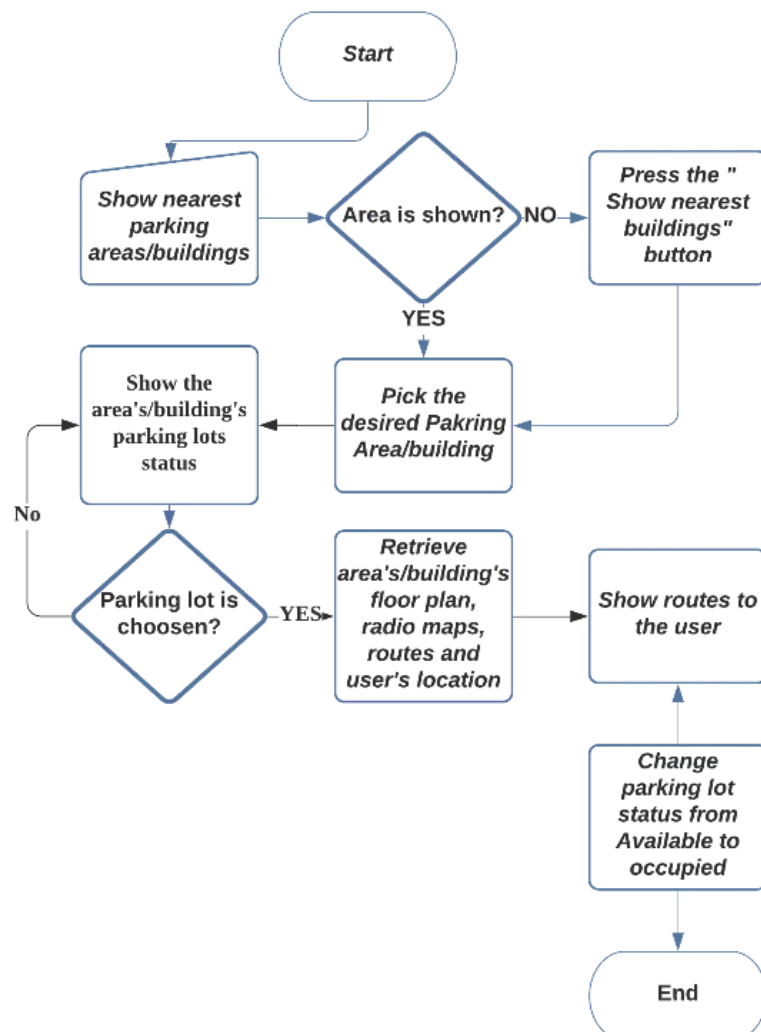 Start
Show nearest
parking
areas/buildings
Area is shown?
NO
Press the "
Show nearest
buildings"
button
YES
Pick the
desired Pakring
Area/building
Show the
area's/building's
parking lots
status
No
Parking lot is
choosen?
YES
Retrieve
area's/building's
floor plan,
radio maps,
routes and
user's location
Show routes to
the user
Change
parking lot
status from
Available to
occupied
End